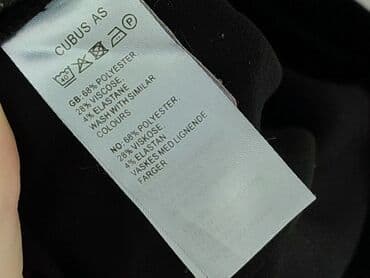 CUBUS AS
40 P
GB: 68% POLYESTER
28% VISCOSE,
4% ELASTANE
WASH WITH SIMILAR
COLOURS
NO: 68% POLYESTER
28% VISKOSE
4% ELASTAN
VASKES MED LIGNENDE
FARGER